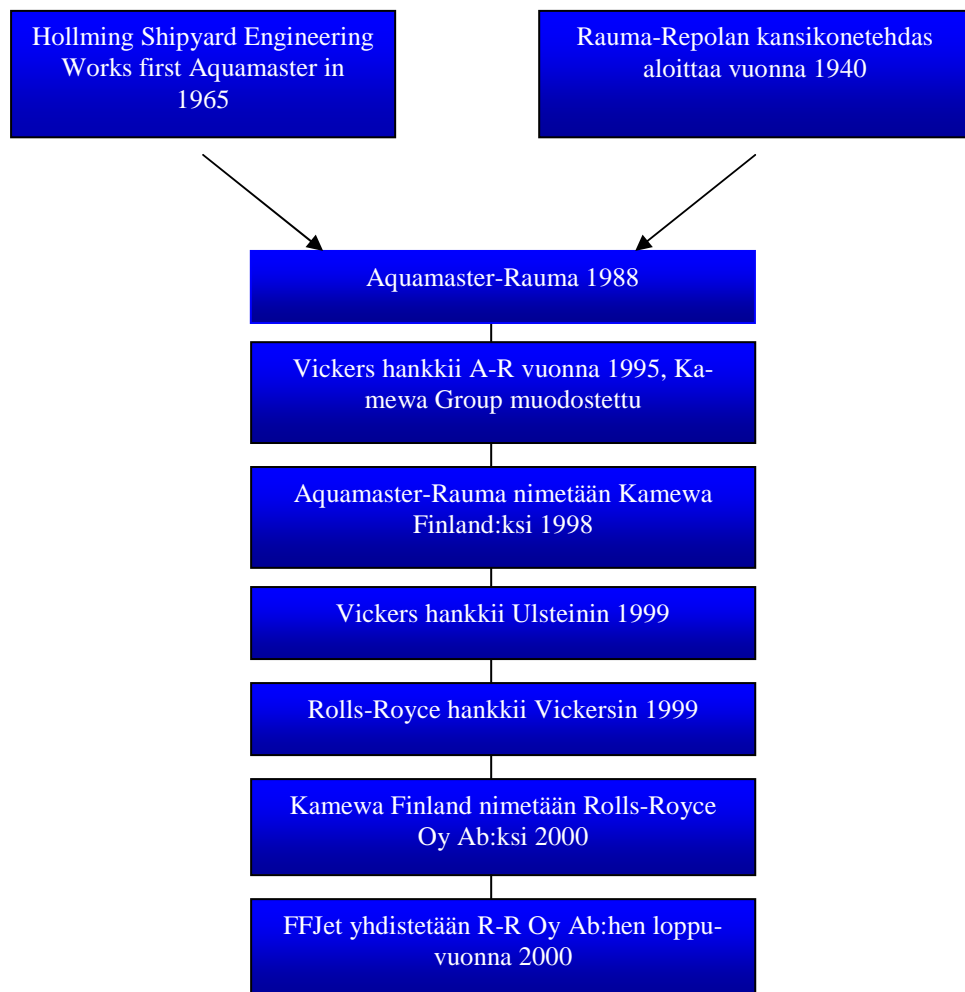 Hollming Shipyard Engineering
Works first Aquamaster in
1965
Rauma-Repolan kansikonetehdas
aloittaa vuonna 1940
Aquamaster-Rauma 1988
Vickers hankkii A-R vuonna 1995, Ka-
mewa Group muodostettu
Aquamaster-Rauma nimetään Kamewa
Finland:ksi 1998
Vickers hankkii Ulsteinin 1999
Rolls-Royce hankkii Vickersin 1999
Kamewa Finland nimetään Rolls-Royce
Oy Ab:ksi 2000
FFJet yhdistetään R-R Oy Ab:hen loppu-
vuonna 2000